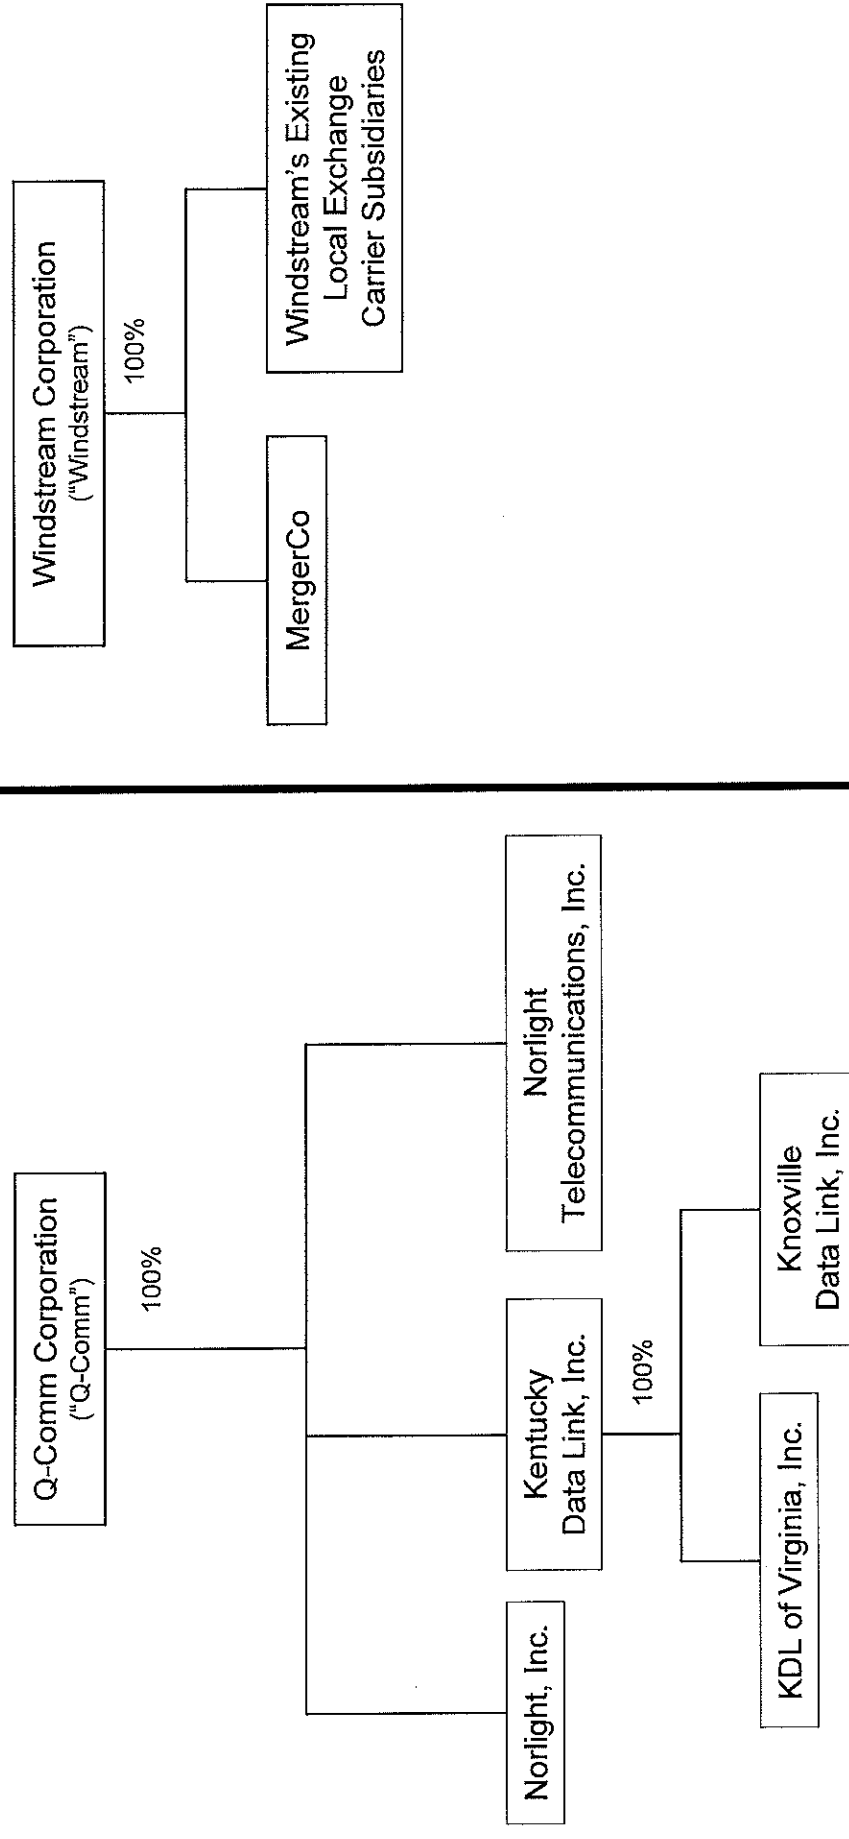 Q-Comm Corporation
("Q-Comm")
100%
Norlight, Inc.
Kentucky
Data Link, Inc.
Norlight
Telecommunications, Inc.
100%
KDL of Virginia, Inc.
Knoxville
Data Link, Inc.
Windstream Corporation
("Windstream")
100%
MergerCo
Windstream's Existing
Local Exchange
Carrier Subsidiaries